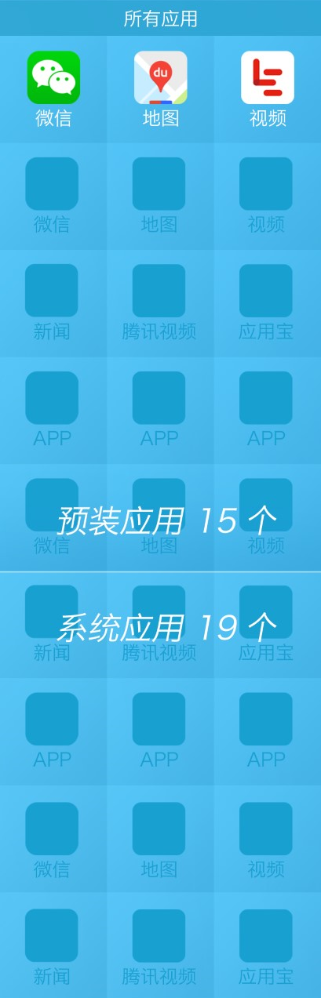 所有应用
du
微信 地图 视频
微信 地图 视频
新闻 腾讯视频 应用宝
APP APP APP
预装应用 15 个
微信 地图 视频
系统应用 19 个
新闻 腾讯视频 应用宝
APP APP APP
微信 地图 视频
新闻 腾讯视频 应用宝